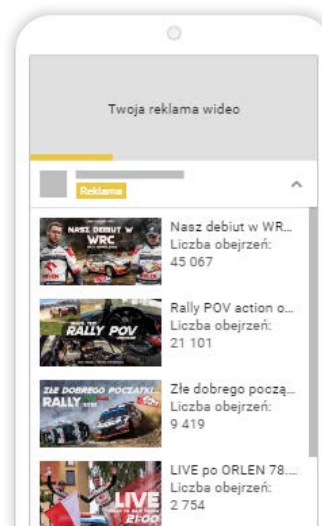 Twoja reklama wideo
Reklama
NASZ DEBIUT W
WRC
Nasz debiut w WR...
Liczba obejrzeń:
45 067
RALLY POV
Rally POV action o...
Liczba obejrzeń:
21 101
ZŁE DOBREGO POCZĄTKI...
RALLY
Złe dobrego począ...
Liczba obejrzeń:
9 419
LIVE
21:00
LIVE po ORLEN 78....
Liczba obejrzeń:
2 754